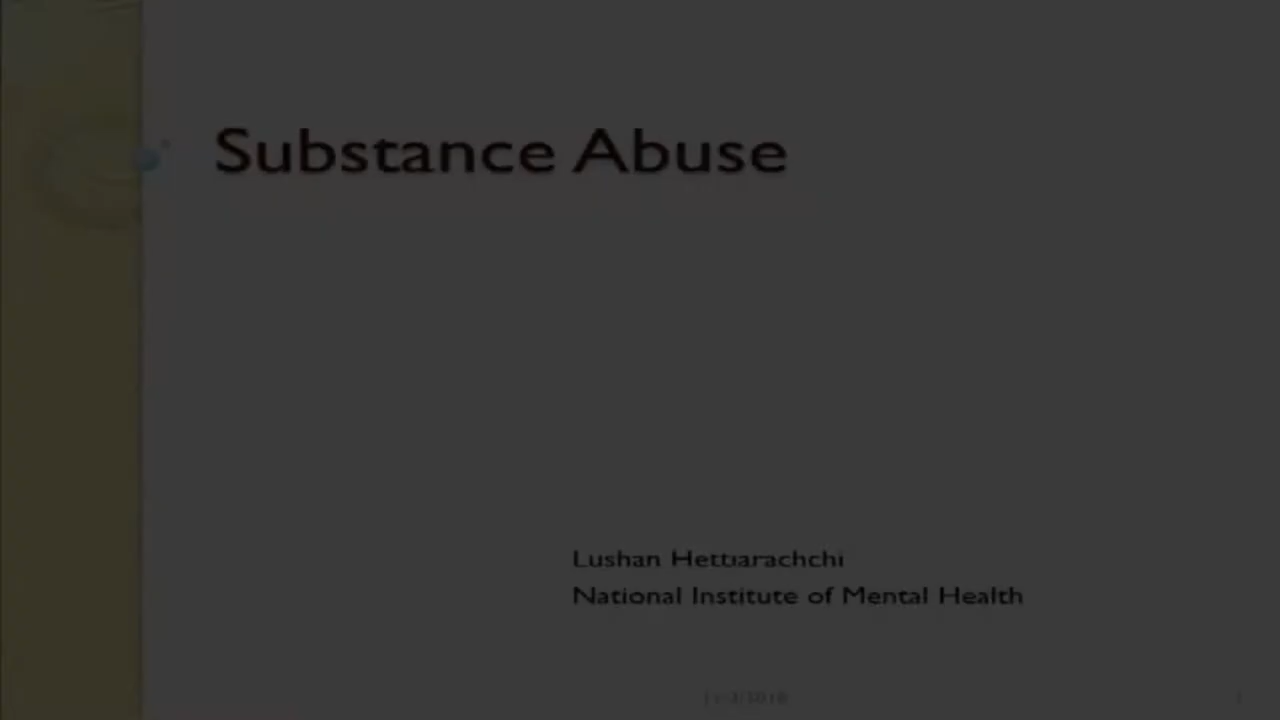 Substance Abuse
Lushan Hettiarachchi
National Institute of Mental Health